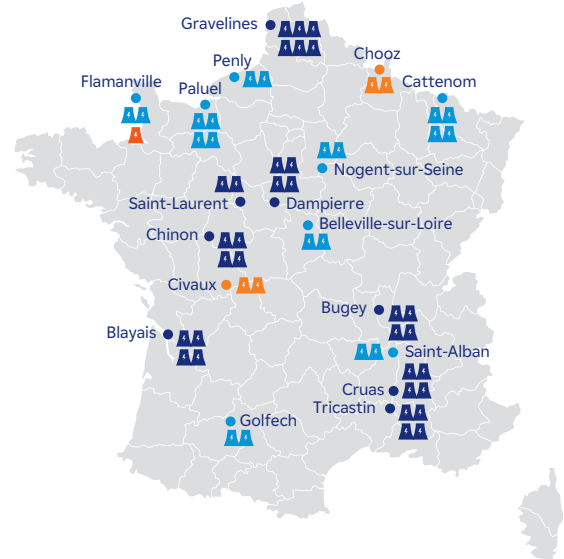 Gravelines
Chooz
Penly
Flamanville
Paluel
Cattenom
Nogent-sur-Seine
Saint-Laurent
Dampierre
Belleville-sur-Loire
Chinon
Civaux
Bugey
Blayais
Saint-Alban
Cruas
Tricastin
Golfech